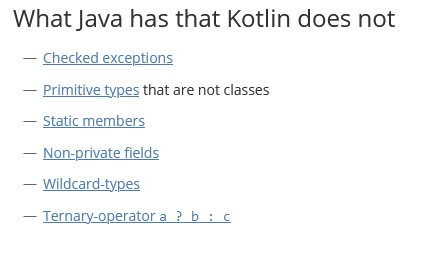 What Java has that Kotlin does not
— Checked exceptions
— Primitive types that are not classes
— Static members
— Non-private fields
— Wildcard-types
— Ternary-operator a ? b : c